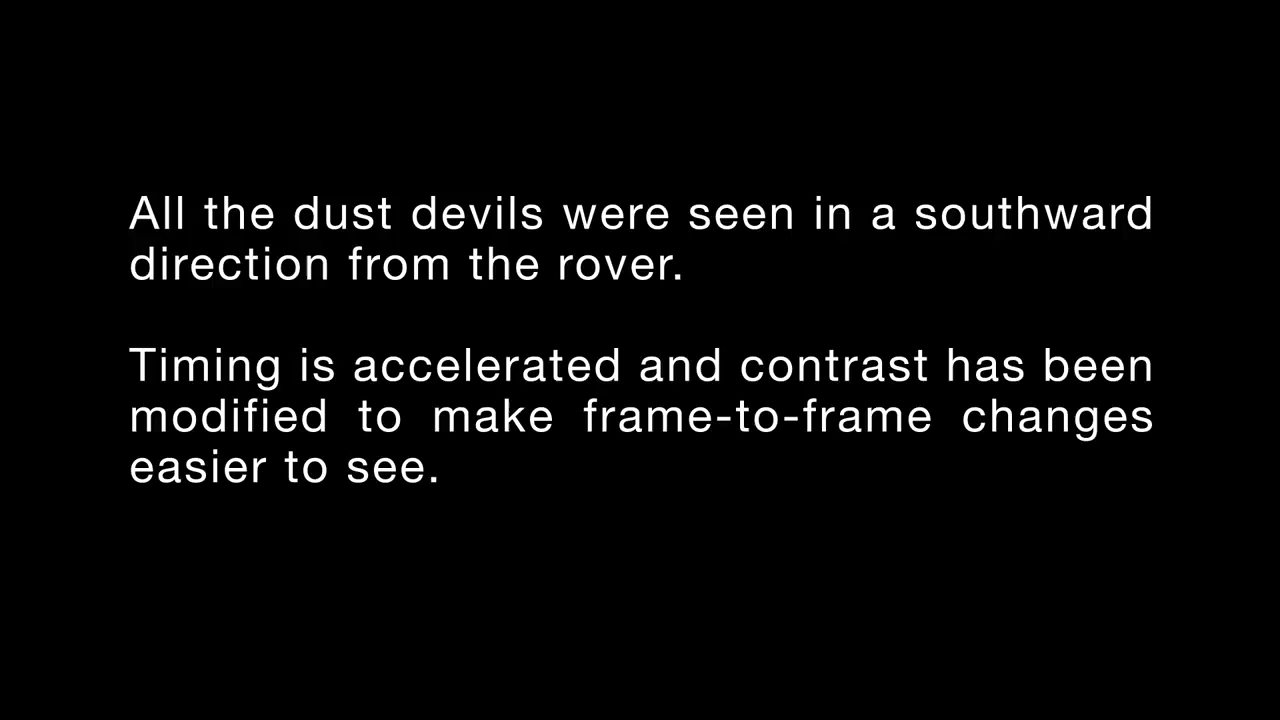 All the dust devils were seen in a southward
direction from the rover.
Timing is accelerated and contrast has been
modified to make frame-to-frame changes
easier to see.